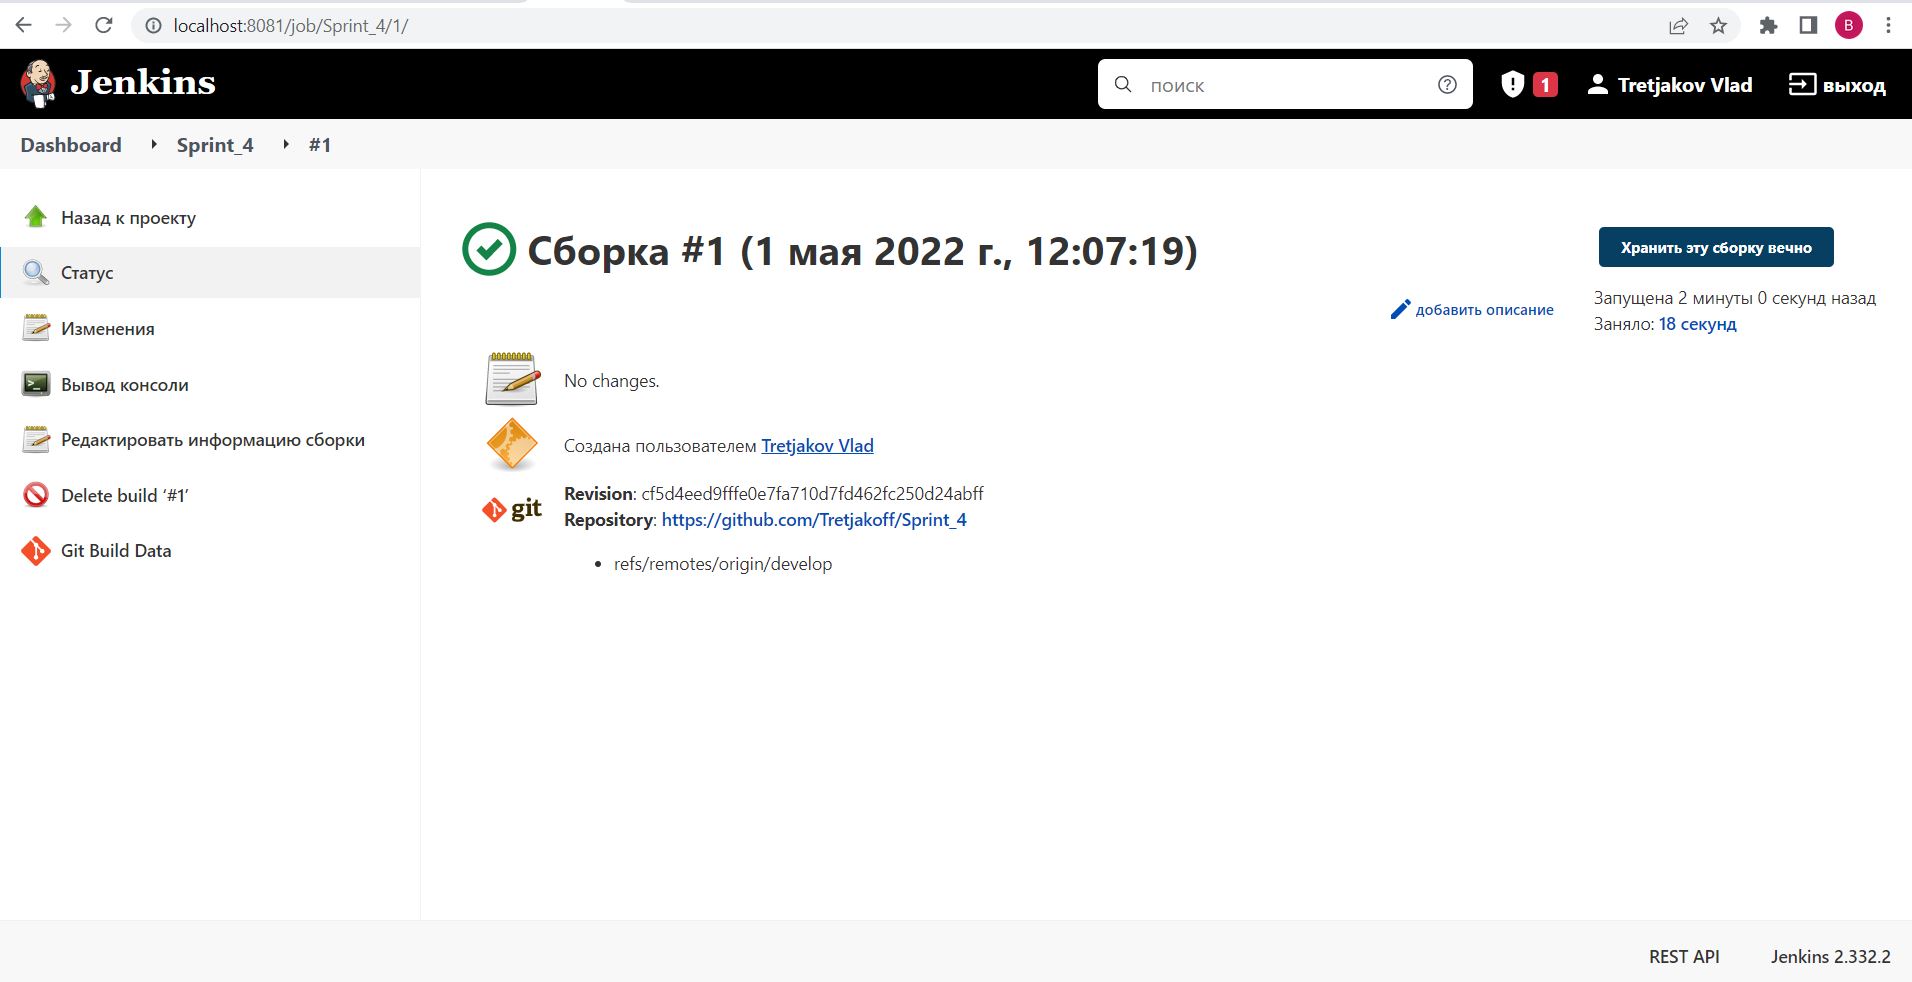 localhost:8081/job/Sprint_4/1/
B
Jenkins
поиск
1
Tretjakov Vlad
выход
Dashboard
Sprint_4
#1
Назад к проекту
Статус
Изменения
Вывод консоли
Редактировать информацию сборки
Delete build ‘#1’
Git Build Data
Сборка #1 (1 мая 2022 г., 12:07:19)
Хранить эту сборку вечно
добавить описание
Запущена 2 минуты 0 секунд назад
Заняло: 18 секунд
No changes.
Создана пользователем Tretjakov Vlad
git
Revision: cf5d4eed9fffe0e7fa710d7fd462fc250d24abff
Repository: https://github.com/Tretjakoff/Sprint_4
refs/remotes/origin/develop
REST API
Jenkins 2.332.2